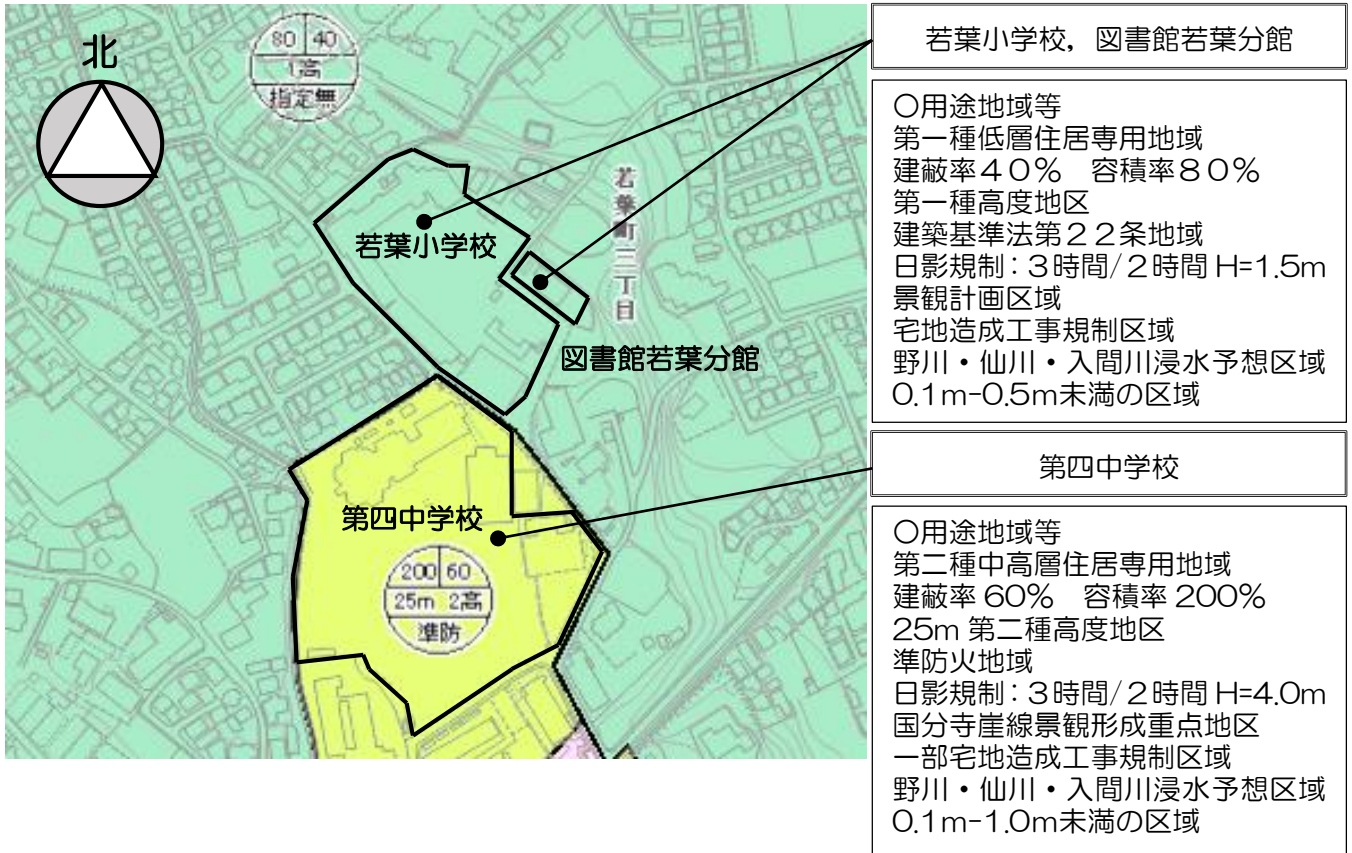 北
80 40
1高
指定無
若葉町三丁目
若葉小学校
図書館若葉分館
第四中学校
200 60
25m 2高
準防
若葉小学校，図書館若葉分館
〇用途地域等
第一種低層住居専用地域
建蔽率４０％　容積率８０％
第一種高度地区
建築基準法第２２条地域
日影規制：３時間/２時間 H=1.5m
景観計画区域
宅地造成工事規制区域
野川・仙川・入間川浸水予想区域
0.1m-0.5m未満の区域
第四中学校
〇用途地域等
第二種中高層住居専用地域
建蔽率 60%　容積率 200%
25m 第二種高度地区
準防火地域
日影規制：３時間/２時間 H=4.0m
国分寺崖線景観形成重点地区
一部宅地造成工事規制区域
野川・仙川・入間川浸水予想区域
0.1m-1.0m未満の区域